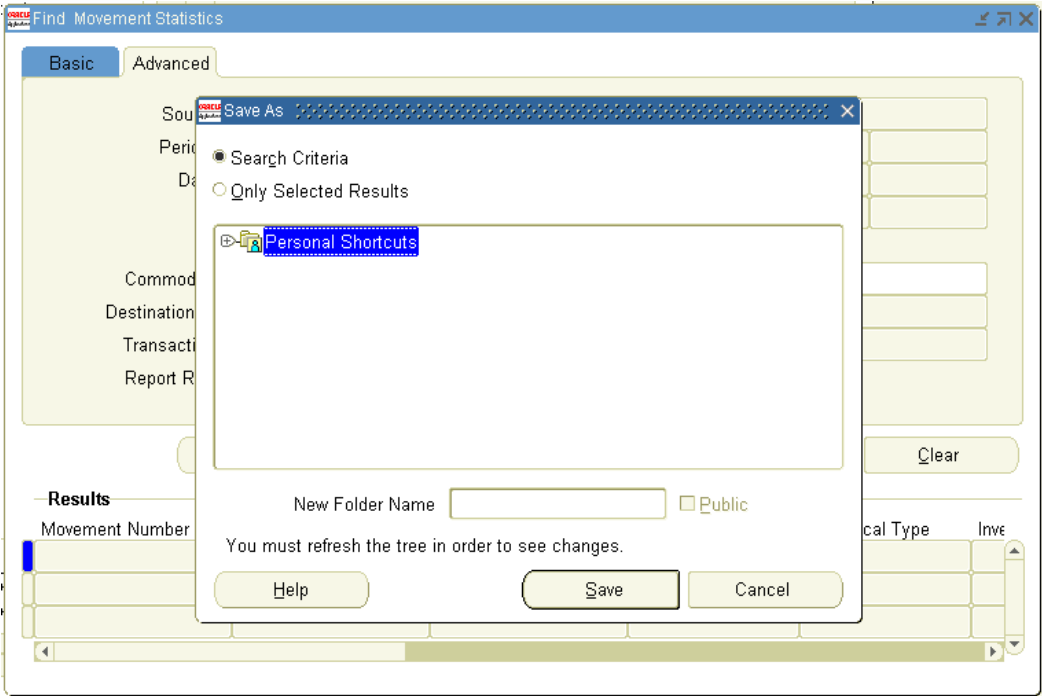 Find Movement Statistics
Basic
Advanced
Sou
Save As
Peric
Search Criteria
Da
Only Selected Results
Personal Shortcuts
Commod
Destination
Transacti
Report R
Clear
Results
New Folder Name
Public
Movement Number
cal Type
Inve
You must refresh the tree in order to see changes.
Help
Save
Cancel